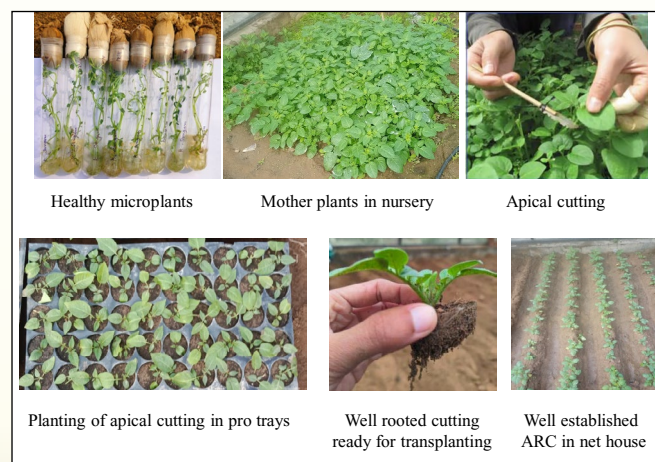 Healthy microplants
Mother plants in nursery
Apical cutting
Planting of apical cutting in pro trays
Well rooted cutting
ready for transplanting
Well established
ARC in net house